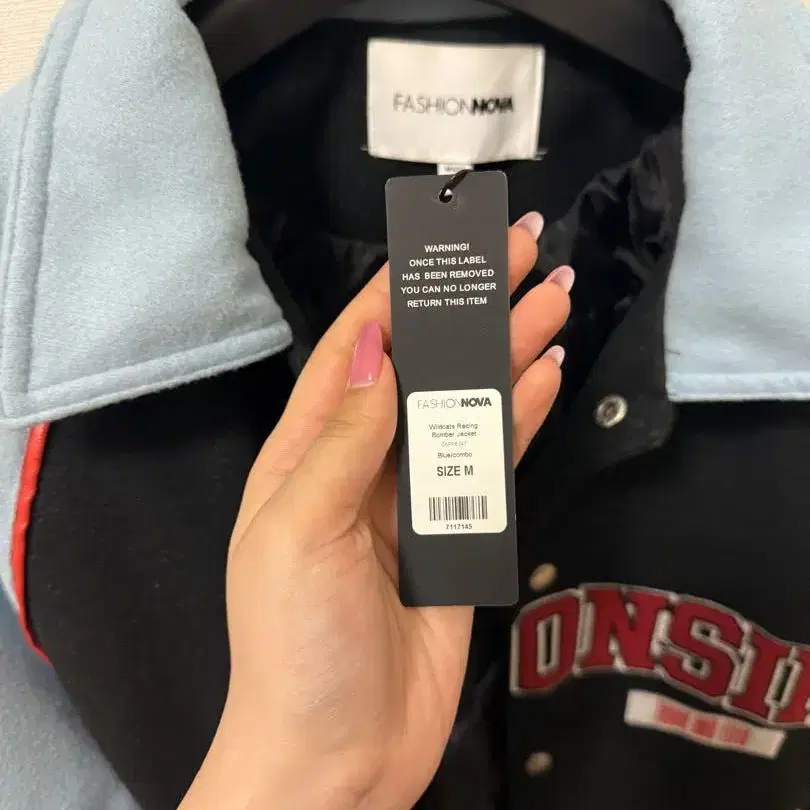 FASHIONNOVA
WARNING!
ONCE THIS LABEL
HAS BEEN REMOVED
YOU CAN NO LONGER
RETURN THIS ITEM
FASHIONNOVA
Wildcats Racing
Bomber Jacket
Blue/combo
SIZE M
7117145
ONSI